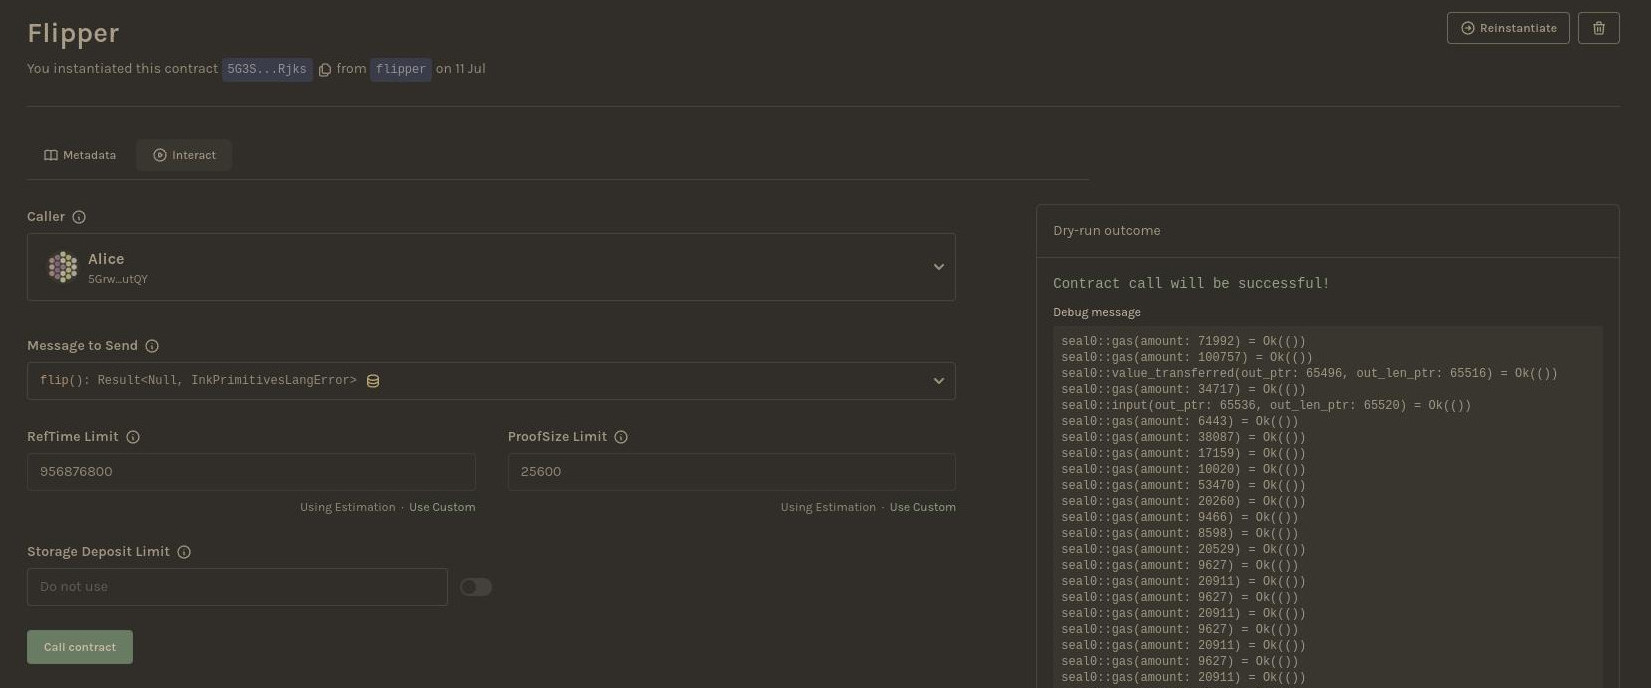 Flipper
Reinstantiate
You instantiated this contract 5G3S...Rjks from flipper on 11 Jul
Metadata
Interact
Caller
Alice
5Grw...utQY
Message to Send
flip(): Result<Null, InkPrimitivesLangError>
RefTime Limit
956876800
Using Estimation · Use Custom
ProofSize Limit
25600
Using Estimation · Use Custom
Storage Deposit Limit
Do not use
Call contract
Dry-run outcome
Contract call will be successful!
Debug message
seal0::gas(amount: 71992) = Ok(())
seal0::gas(amount: 100757) = Ok(())
seal0::value_transferred(out_ptr: 65496, out_len_ptr: 65516) = Ok(())
seal0::gas(amount: 34717) = Ok(())
seal0::input(out_ptr: 65536, out_len_ptr: 65520) = Ok(())
seal0::gas(amount: 6443) = Ok(())
seal0::gas(amount: 38087) = Ok(())
seal0::gas(amount: 17159) = Ok(())
seal0::gas(amount: 10020) = Ok(())
seal0::gas(amount: 53470) = Ok(())
seal0::gas(amount: 20260) = Ok(())
seal0::gas(amount: 9466) = Ok(())
seal0::gas(amount: 8598) = Ok(())
seal0::gas(amount: 20529) = Ok(())
seal0::gas(amount: 9627) = Ok(())
seal0::gas(amount: 20911) = Ok(())
seal0::gas(amount: 9627) = Ok(())
seal0::gas(amount: 20911) = Ok(())
seal0::gas(amount: 9627) = Ok(())
seal0::gas(amount: 20911) = Ok(())
seal0::gas(amount: 9627) = Ok(())
seal0::gas(amount: 20911) = Ok(())